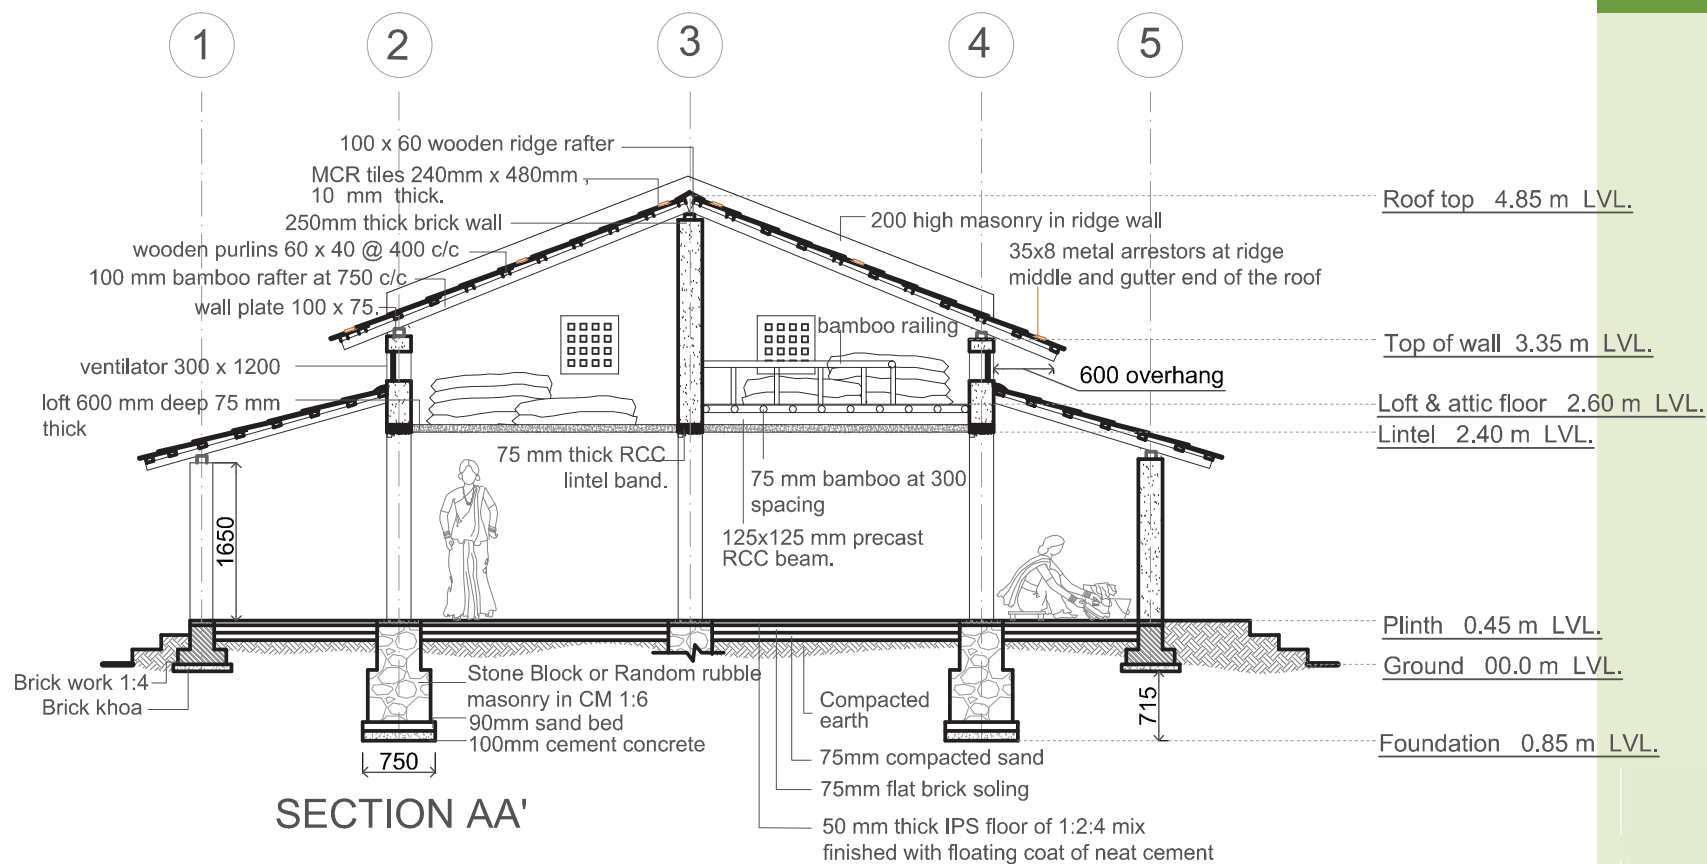 1
2
3
4
5
100 x 60 wooden ridge rafter
MCR tiles 240mm x 480mm ,
10 mm thick.
250mm thick brick wall
wooden purlins 60 x 40 @ 400 c/c
100 mm bamboo rafter at 750 c/c
wall plate 100 x 75.
ventilator 300 x 1200
loft 600 mm deep 75 mm
thick
200 high masonry in ridge wall
35x8 metal arrestors at ridge
middle and gutter end of the roof
bamboo railing
600 overhang
Roof top 4.85 m LVL.
Top of wall 3.35 m LVL.
Loft & attic floor 2.60 m LVL.
Lintel 2.40 m LVL.
75 mm thick RCC
lintel band.
75 mm bamboo at 300
spacing
125x125 mm precast
RCC beam.
1650
Plinth 0.45 m LVL.
Ground 00.0 m LVL.
Foundation 0.85 m LVL.
Brick work 1:4
Brick khoa
Stone Block or Random rubble
masonry in CM 1:6
90mm sand bed
100mm cement concrete
750
715
Compacted
earth
75mm compacted sand
75mm flat brick soling
50 mm thick IPS floor of 1:2:4 mix
finished with floating coat of neat cement
SECTION AA'